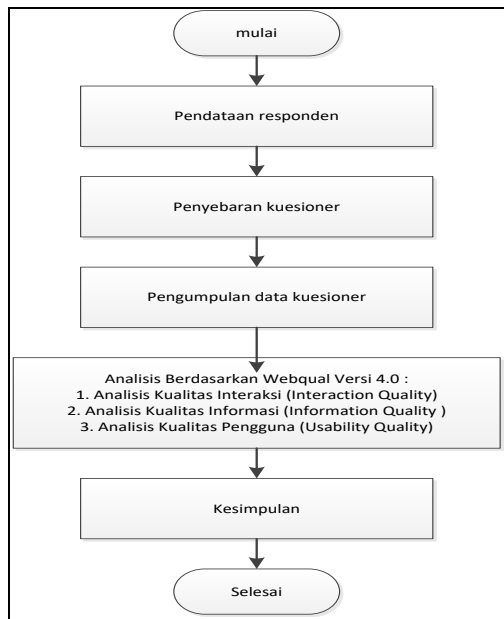 mulai
Pendataan responden
Penyebaran kuesioner
Pengumpulan data kuesioner
Analisis Berdasarkan Webqual Versi 4.0 :
1. Analisis Kualitas Interaksi (Interaction Quality)
2. Analisis Kualitas Informasi (Information Quality )
3. Analisis Kualitas Pengguna (Usability Quality)
Kesimpulan
Selesai